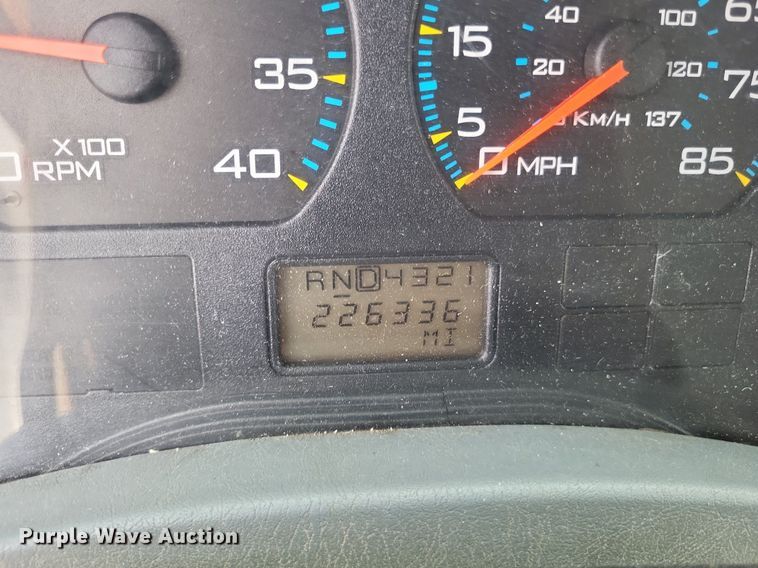 40 100 65
15
35 20 120 75
X100 5 KM/H 137
RPM 40 0 MPH 85
RND4321
226336
MI
Purple Wave Auction